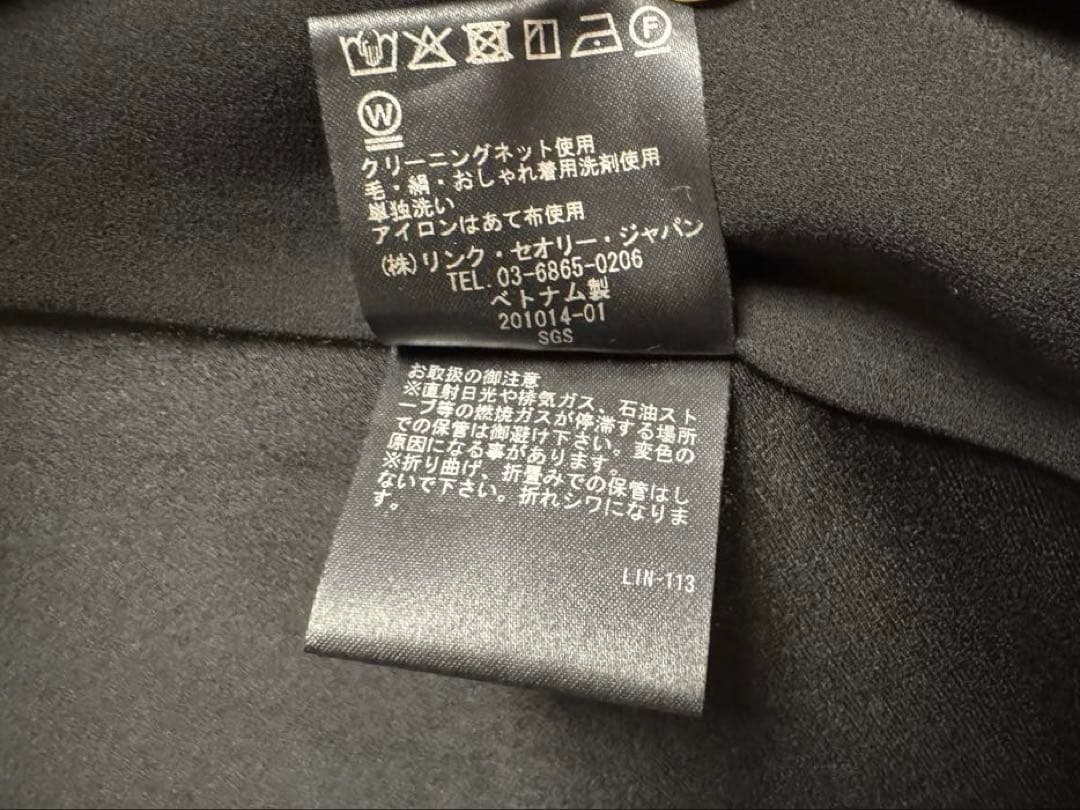 W
F
クリーニングネット使用
毛・絹・おしゃれ着用洗剤使用
単独洗い
アイロンはあて布使用
(株)リンク・セオリー・ジャパン
TEL.03-6865-0206
ベトナム製
201014-01
SGS
お取扱の御注意
※直射日光や排気ガス、石油スト
ーブ等の燃焼ガスが停滞する場所
での保管は御避け下さい。変色の
原因になる事があります。
※折り曲げ、折畳みでの保管はし
ないで下さい。折れシワになりま
す。
LIN-113